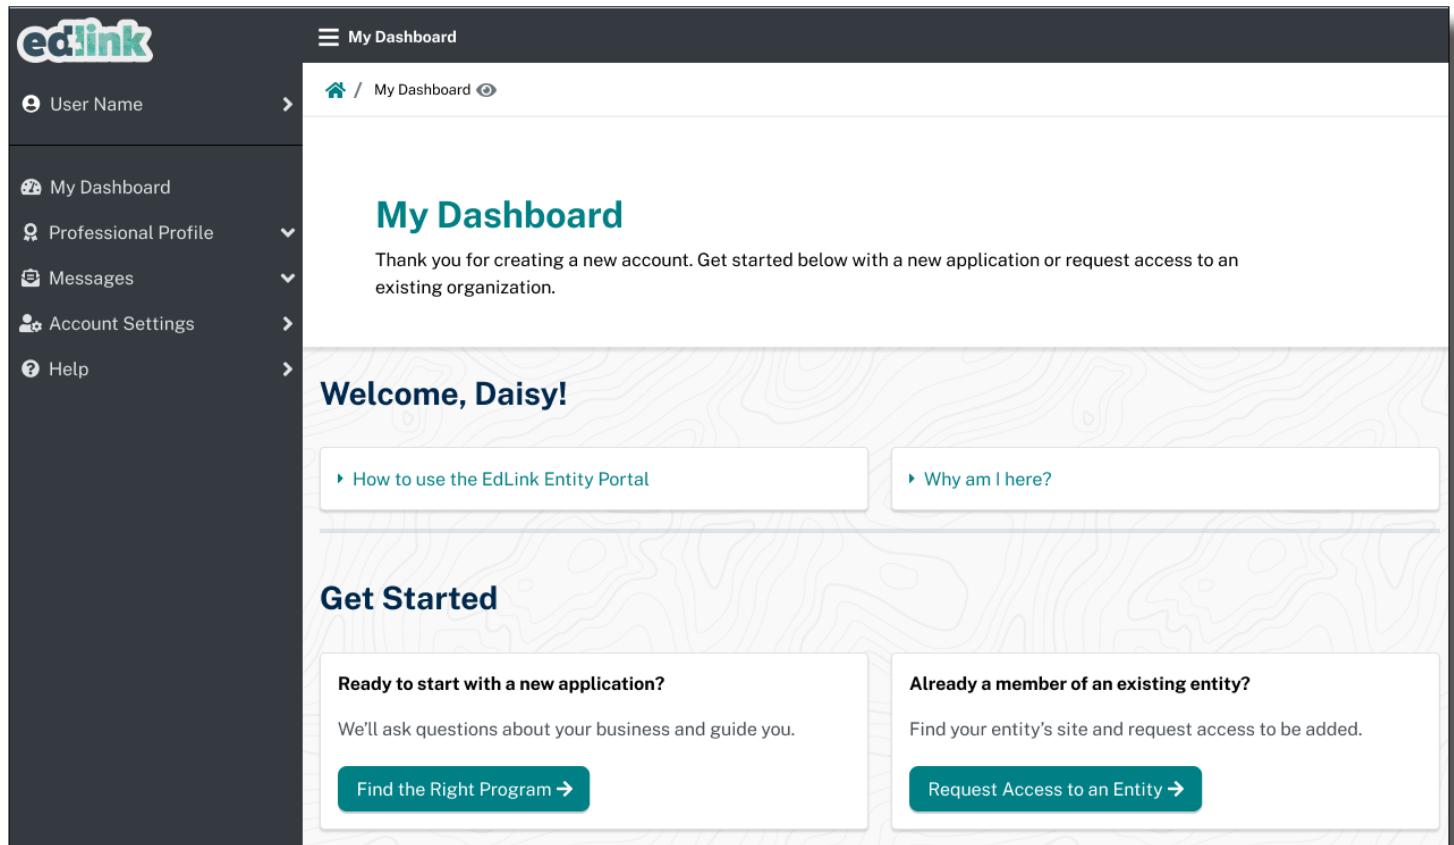 edlink
My Dashboard
User Name
/ My Dashboard
My Dashboard
Professional Profile
Messages
Account Settings
Help
My Dashboard
Thank you for creating a new account. Get started below with a new application or request access to an
existing organization.
Welcome, Daisy!
How to use the EdLink Entity Portal
Why am I here?
Get Started
Ready to start with a new application?
We’ll ask questions about your business and guide you.
Find the Right Program →
Already a member of an existing entity?
Find your entity’s site and request access to be added.
Request Access to an Entity →